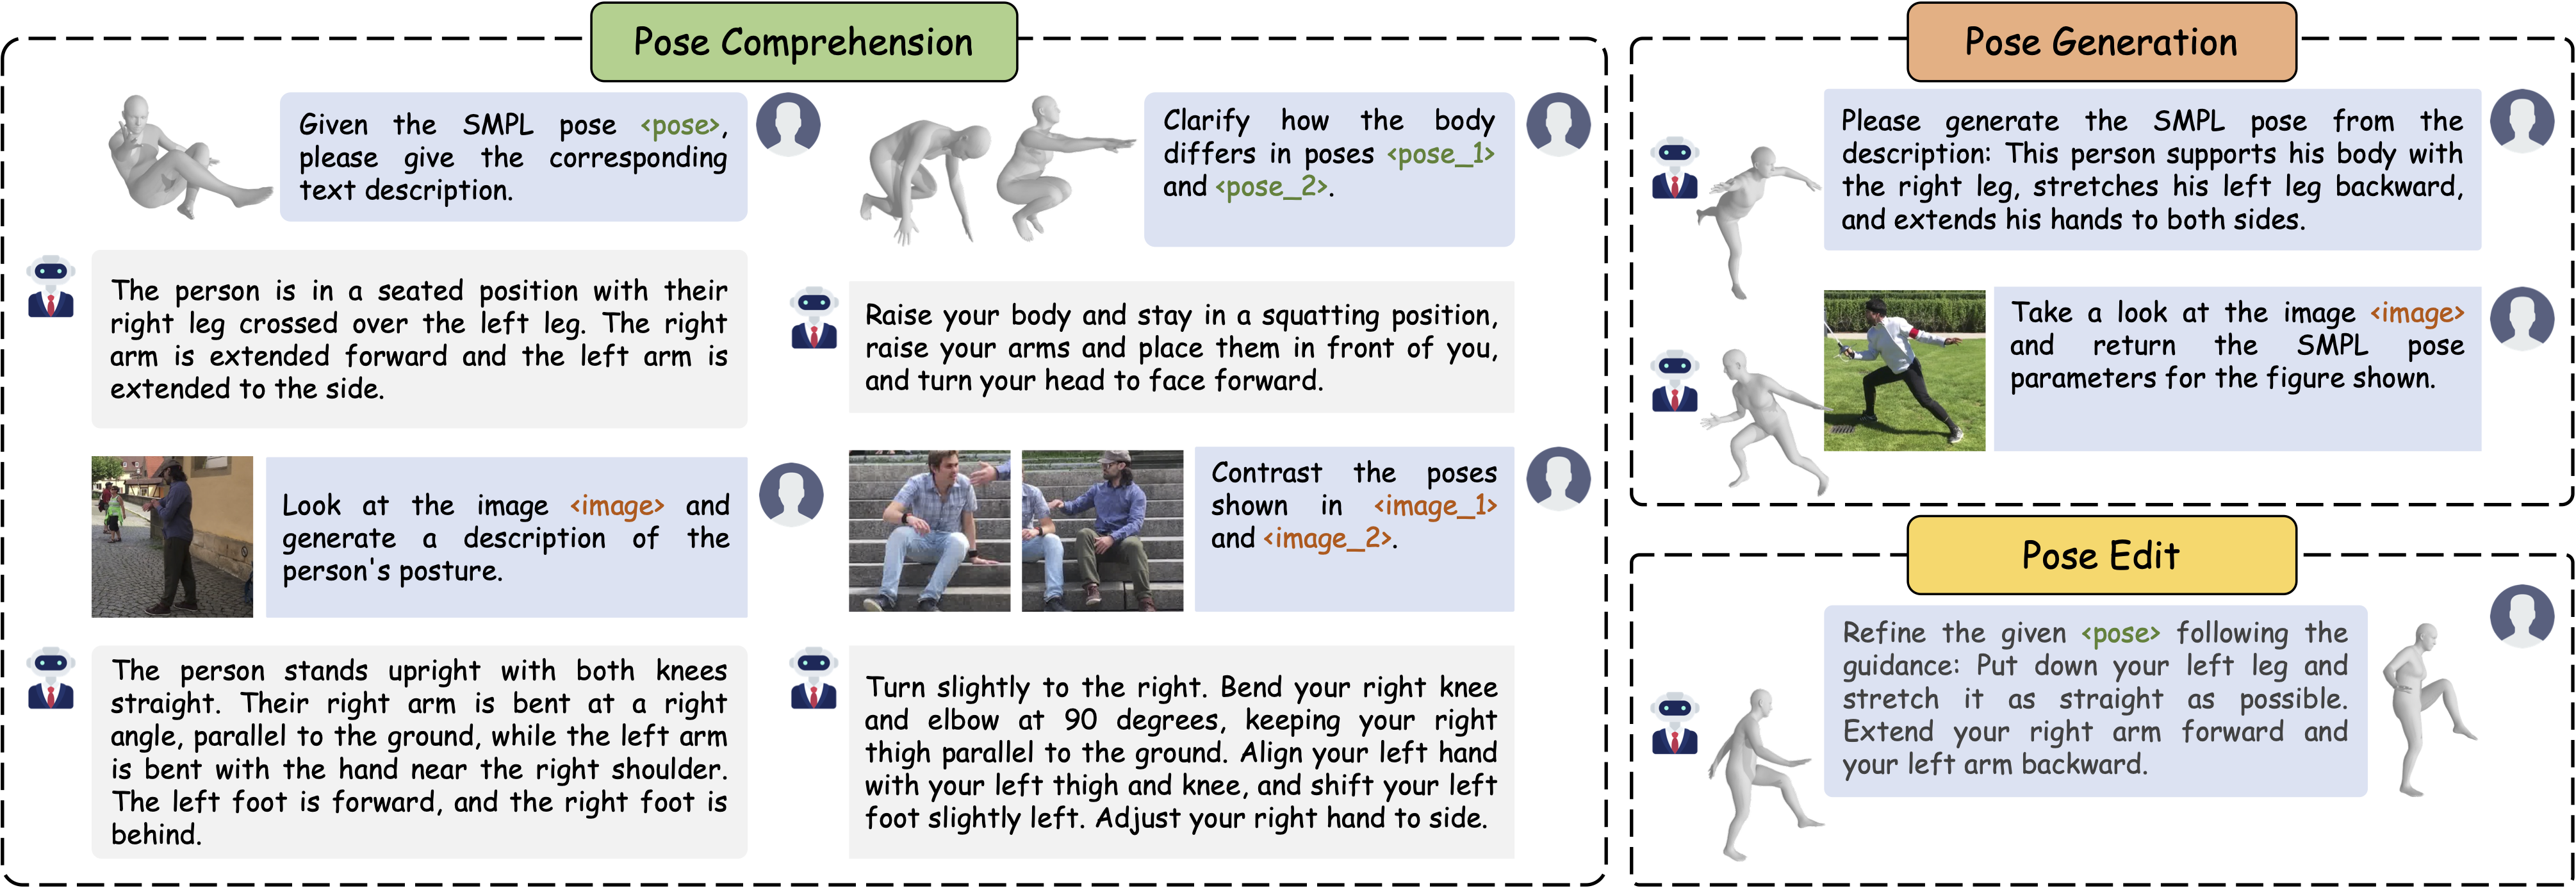 Pose Comprehension
Given the SMPL pose <pose>,
please give the corresponding
text description.
The person is in a seated position with their
right leg crossed over the left leg. The right
arm is extended forward and the left arm is
extended to the side.
Clarify how the body
differs in poses <pose_1>
and <pose_2>.
Raise your body and stay in a squatting position,
raise your arms and place them in front of you,
and turn your head to face forward.
Look at the image <image> and
generate a description of the
person's posture.
The person stands upright with both knees
straight. Their right arm is bent at a right
angle, parallel to the ground, while the left arm
is bent with the hand near the right shoulder.
The left foot is forward, and the right foot is
behind.
Contrast the poses
shown in <image_1>
and <image_2>.
Turn slightly to the right. Bend your right knee
and elbow at 90 degrees, keeping your right
thigh parallel to the ground. Align your left hand
with your left thigh and knee, and shift your left
foot slightly left. Adjust your right hand to side.
Pose Generation
Please generate the SMPL pose from the
description: This person supports his body with
the right leg, stretches his left leg backward,
and extends his hands to both sides.
Take a look at the image <image>
and return the SMPL pose
parameters for the figure shown.
Pose Edit
Refine the given <pose> following the
guidance: Put down your left leg and
stretch it as straight as possible.
Extend your right arm forward and
your left arm backward.